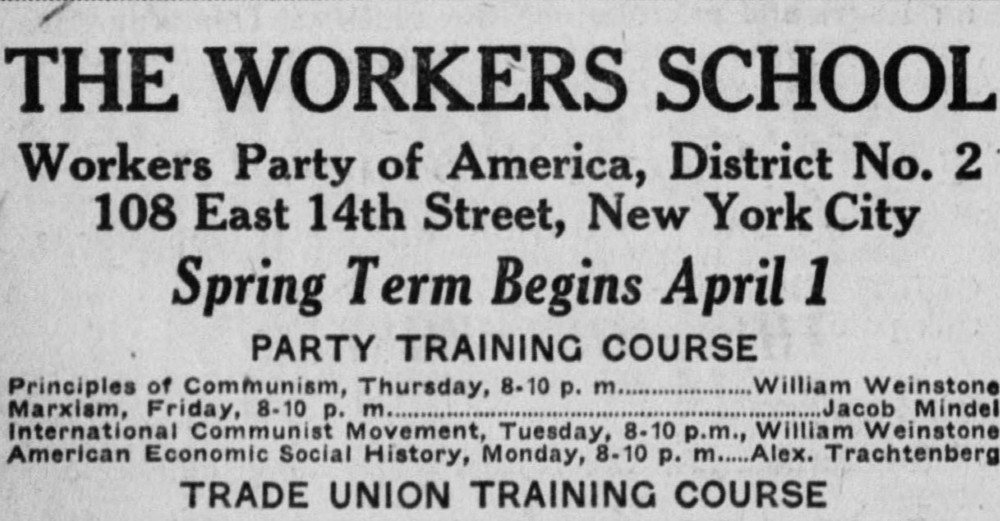 THE WORKERS SCHOOL
Workers Party of America, District No. 2
108 East 14th Street, New York City
Spring Term Begins April 1
PARTY TRAINING COURSE
Principles of Communism, Thursday, 8-10 p. m.....................William Weinstone
Marxism, Friday, 8-10 p. m.....................................................................Jacob Mindel
International Communist Movement, Tuesday, 8-10 p.m., William Weinstone
American Economic Social History, Monday, 8-10 p. m.....Alex. Trachtenberg
TRADE UNION TRAINING COURSE